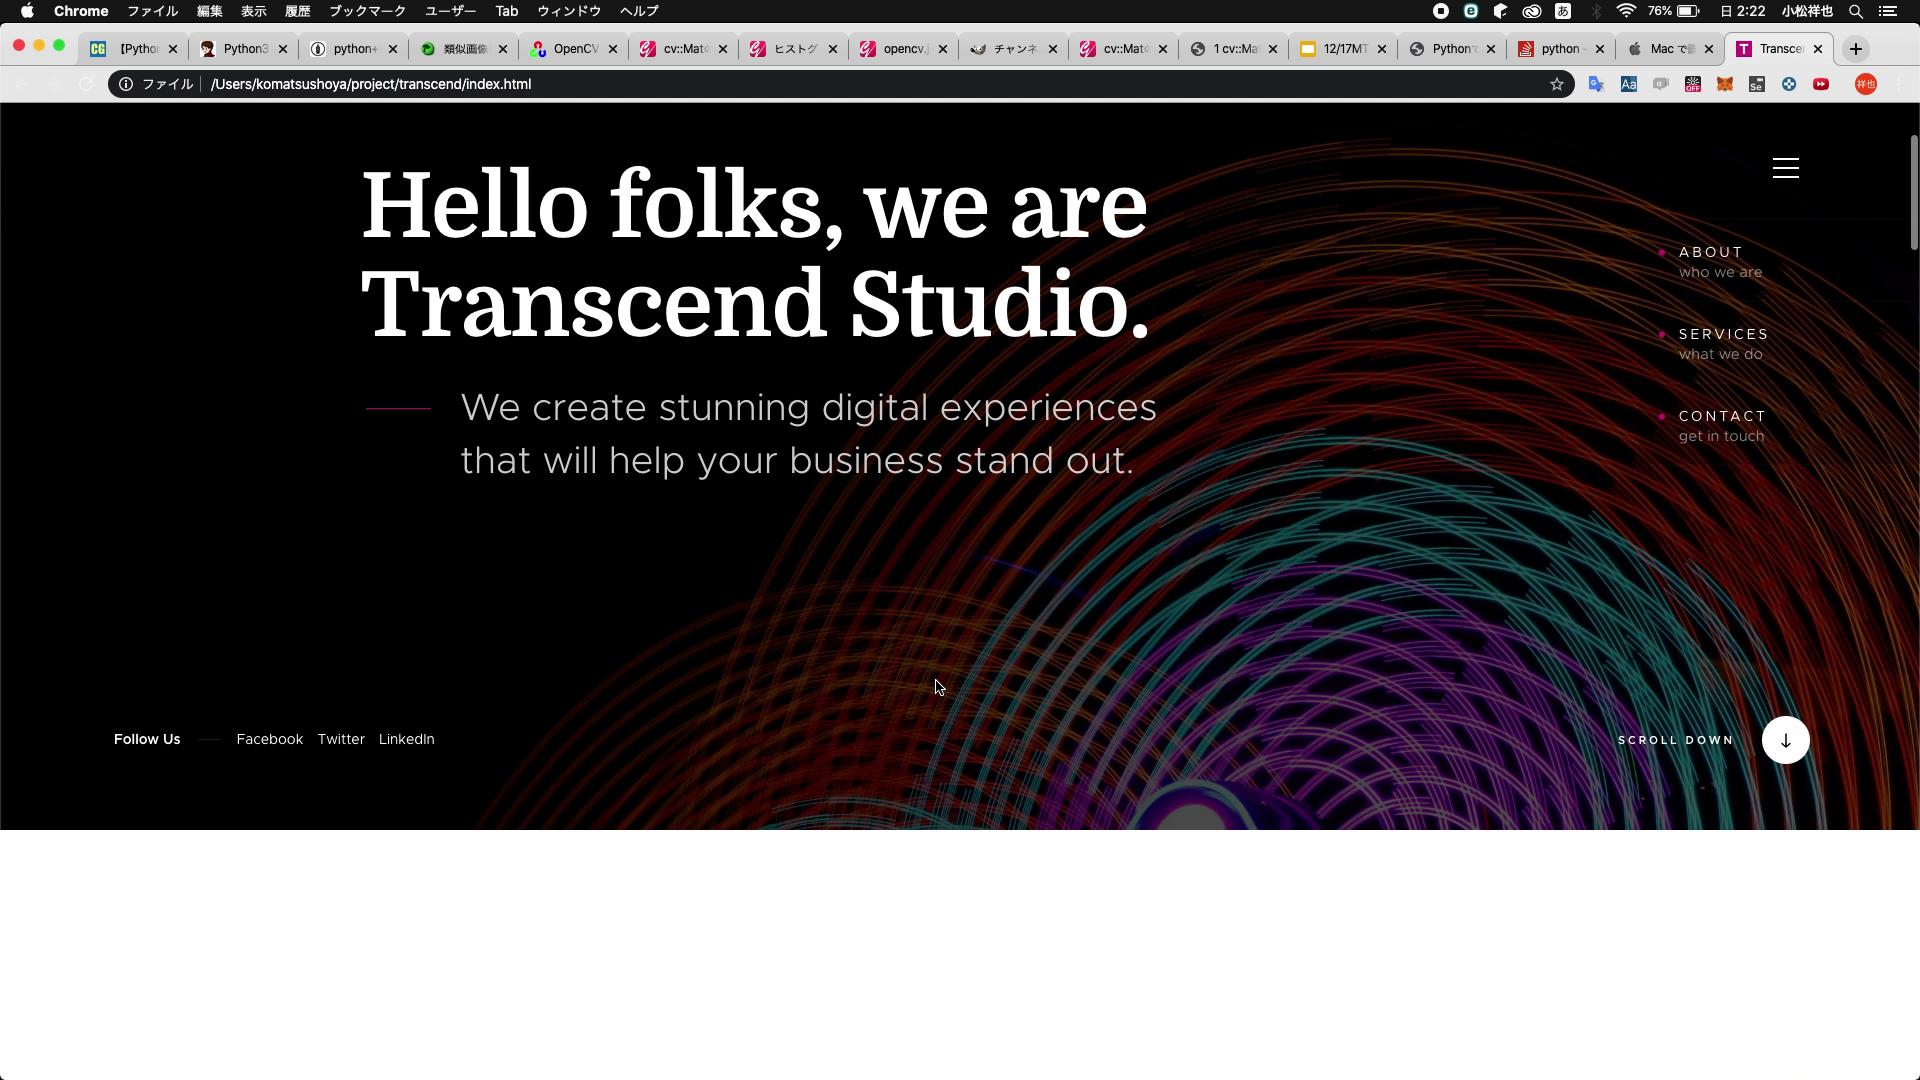 Chrome ファイル 編集 表示 履歴 ブックマーク ユーザー Tab ウィンドウ ヘルプ 76% 日 2:22 小松祥也
【Pytho Python3 python+ 類似画像 OpenCV cv::Mat ヒストグ opencv. チャンネ cv::Mat 1 cv::Ma 12/17MT Python python - Mac で Transce
ファイル /Users/komatsushoya/project/transcend/index.html 祥也
Hello folks, we are
Transcend Studio.
We create stunning digital experiences
that will help your business stand out.
ABOUT
who we are
SERVICES
what we do
CONTACT
get in touch
Follow Us Facebook Twitter LinkedIn
SCROLL DOWN